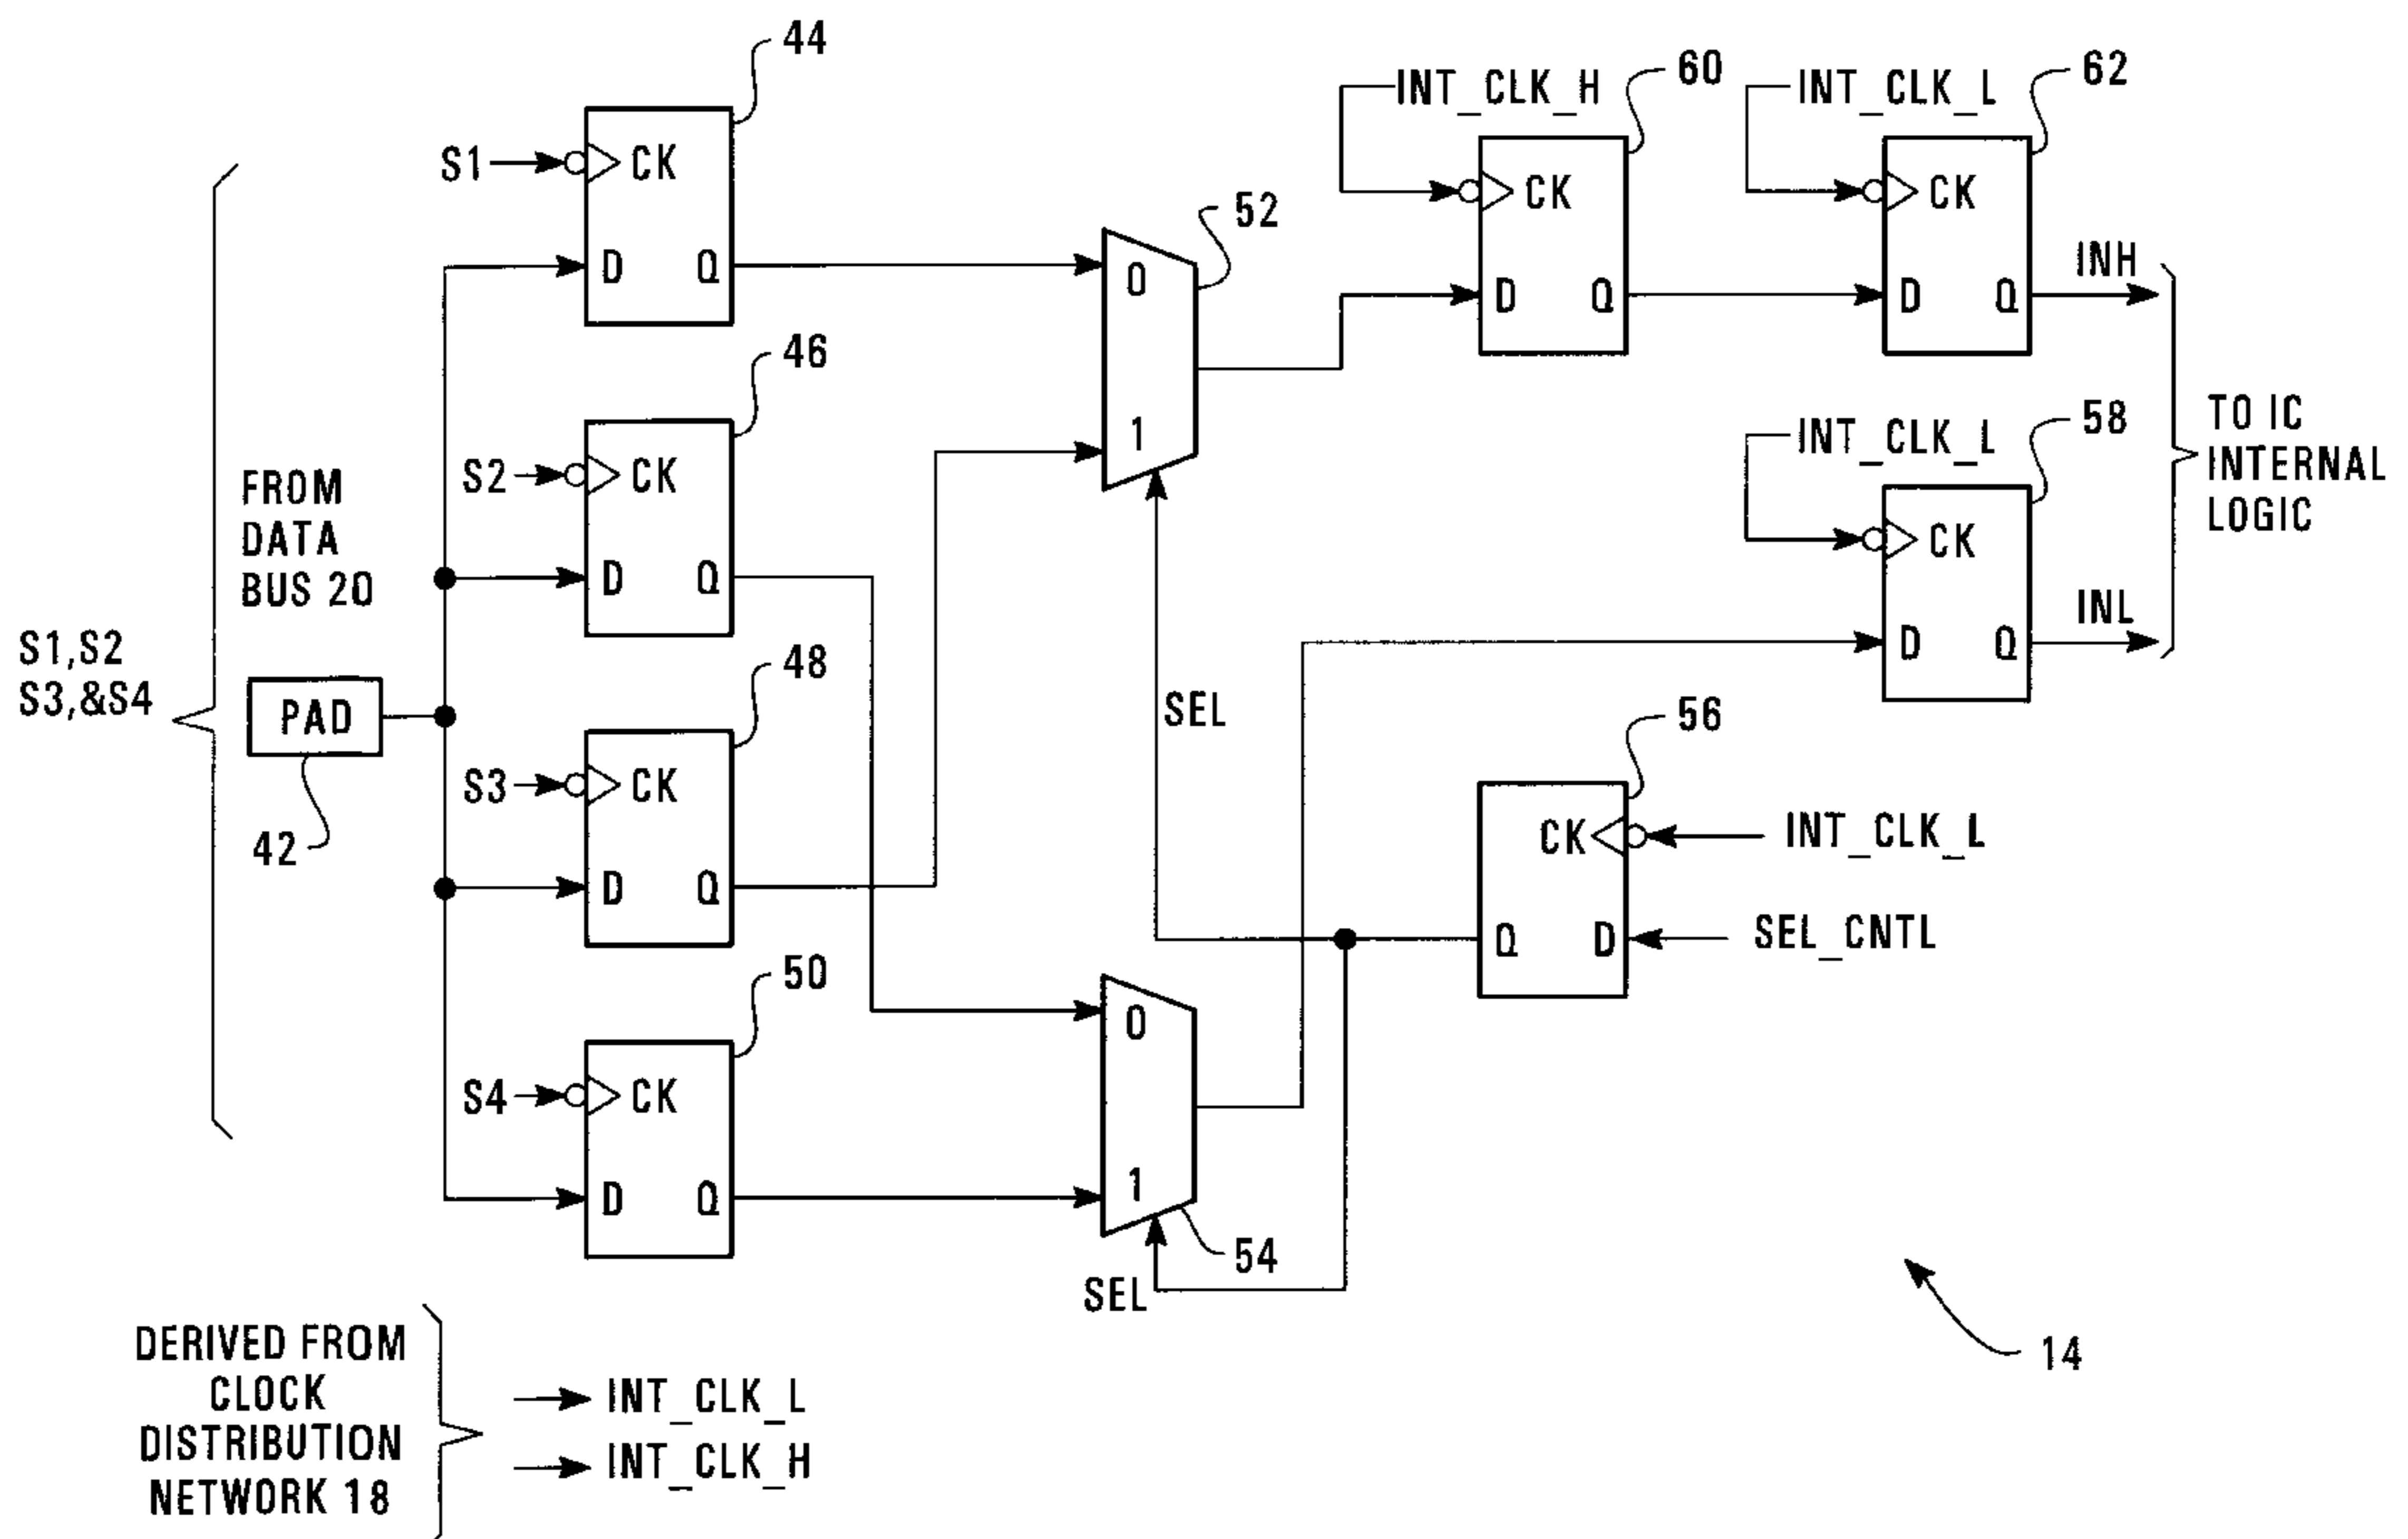 44
S1
CK
D
Q
46
S2
CK
D
Q
48
S3
CK
D
Q
50
S4
CK
D
Q
FROM
DATA
BUS 20
S1,S2
S3,&S4
PAD
42
52
0
1
SEL
0
1
54
SEL
INT_CLK_H
60
CK
D
Q
INT_CLK_L
62
CK
D
Q
INH
INT_CLK_L
58
CK
D
Q
INL
TO IC
INTERNAL
LOGIC
56
CK
INT_CLK_L
Q
D
SEL_CNTL
14
DERIVED FROM
CLOCK
DISTRIBUTION
NETWORK 18
INT_CLK_L
INT_CLK_H